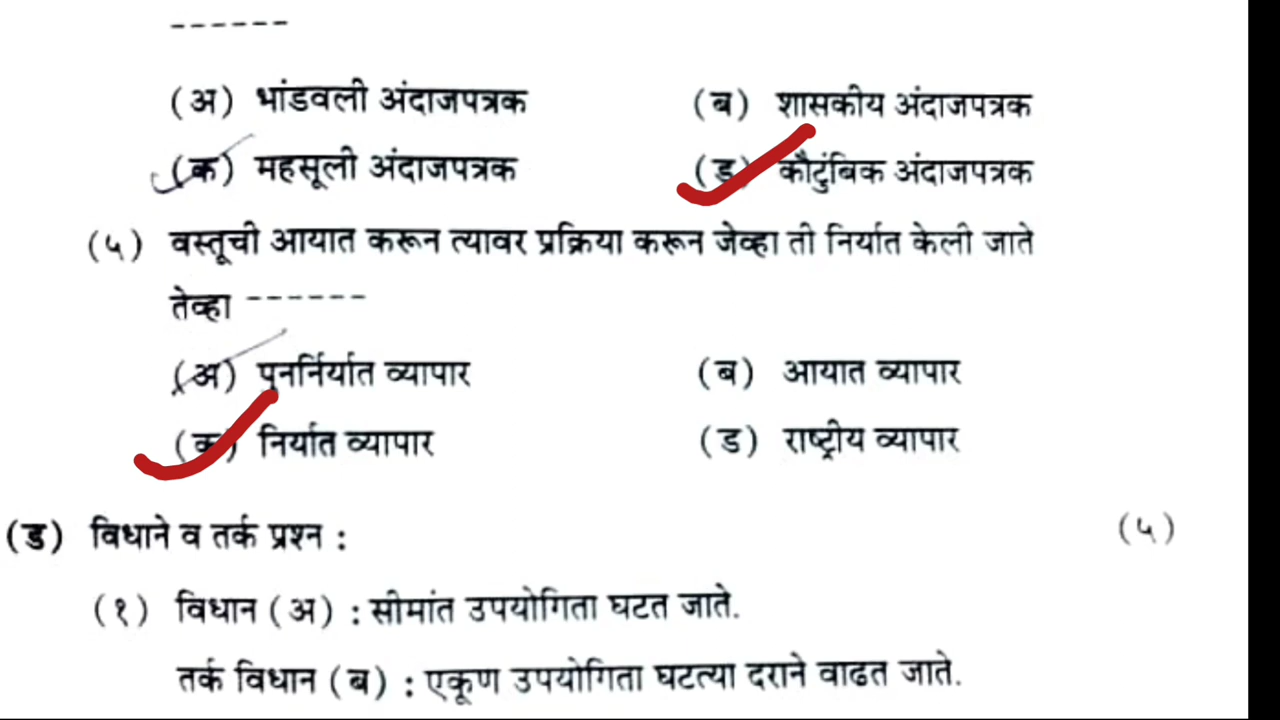 ------
(अ) भांडवली अंदाजपत्रक (ब) शासकीय अंदाजपत्रक
(क) महसूली अंदाजपत्रक (ड) कौटुंबिक अंदाजपत्रक
(५) वस्तूची आयात करून त्यावर प्रक्रिया करून जेव्हा ती निर्यात केली जाते
तेव्हा ------
(अ) पुनर्निर्यात व्यापार (ब) आयात व्यापार
(क) निर्यात व्यापार (ड) राष्ट्रीय व्यापार
(ड) विधाने व तर्क प्रश्न : (५)
(१) विधान (अ) : सीमांत उपयोगिता घटत जाते.
तर्क विधान (ब) : एकूण उपयोगिता घटत्या दराने वाढत जाते.